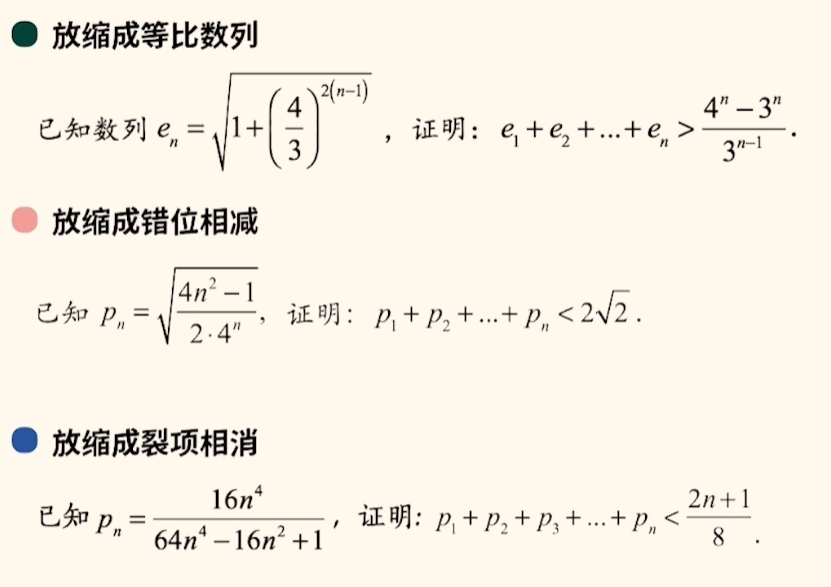 放缩成等比数列
已知数列 $e_n = \sqrt{1+\left(\frac{4}{3}\right)^{2(n-1)}}$ ，证明：$e_1+e_2+...+e_n > \frac{4^n-3^n}{3^{n-1}}$.
放缩成错位相减
已知 $p_n = \sqrt{\frac{4n^2-1}{2\cdot 4^n}}$, 证明：$p_1+p_2+...+p_n < 2\sqrt{2}$.
放缩成裂项相消
已知 $p_n = \frac{16n^4}{64n^4-16n^2+1}$，证明: $p_1+p_2+p_3+...+p_n < \frac{2n+1}{8}$.